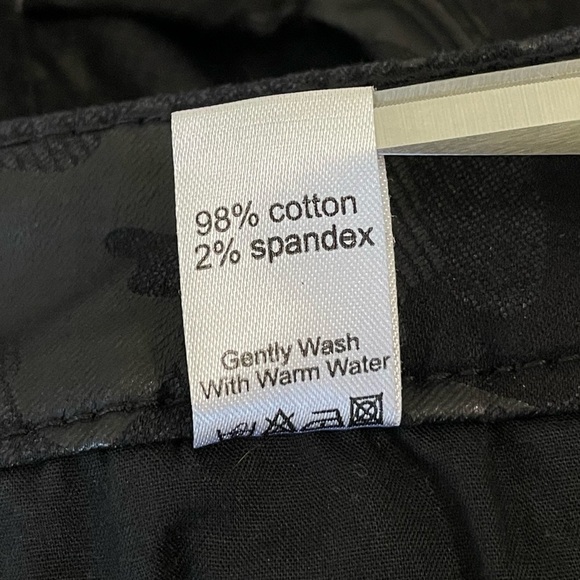 98% cotton
2% spandex
Gently Wash
With Warm Water